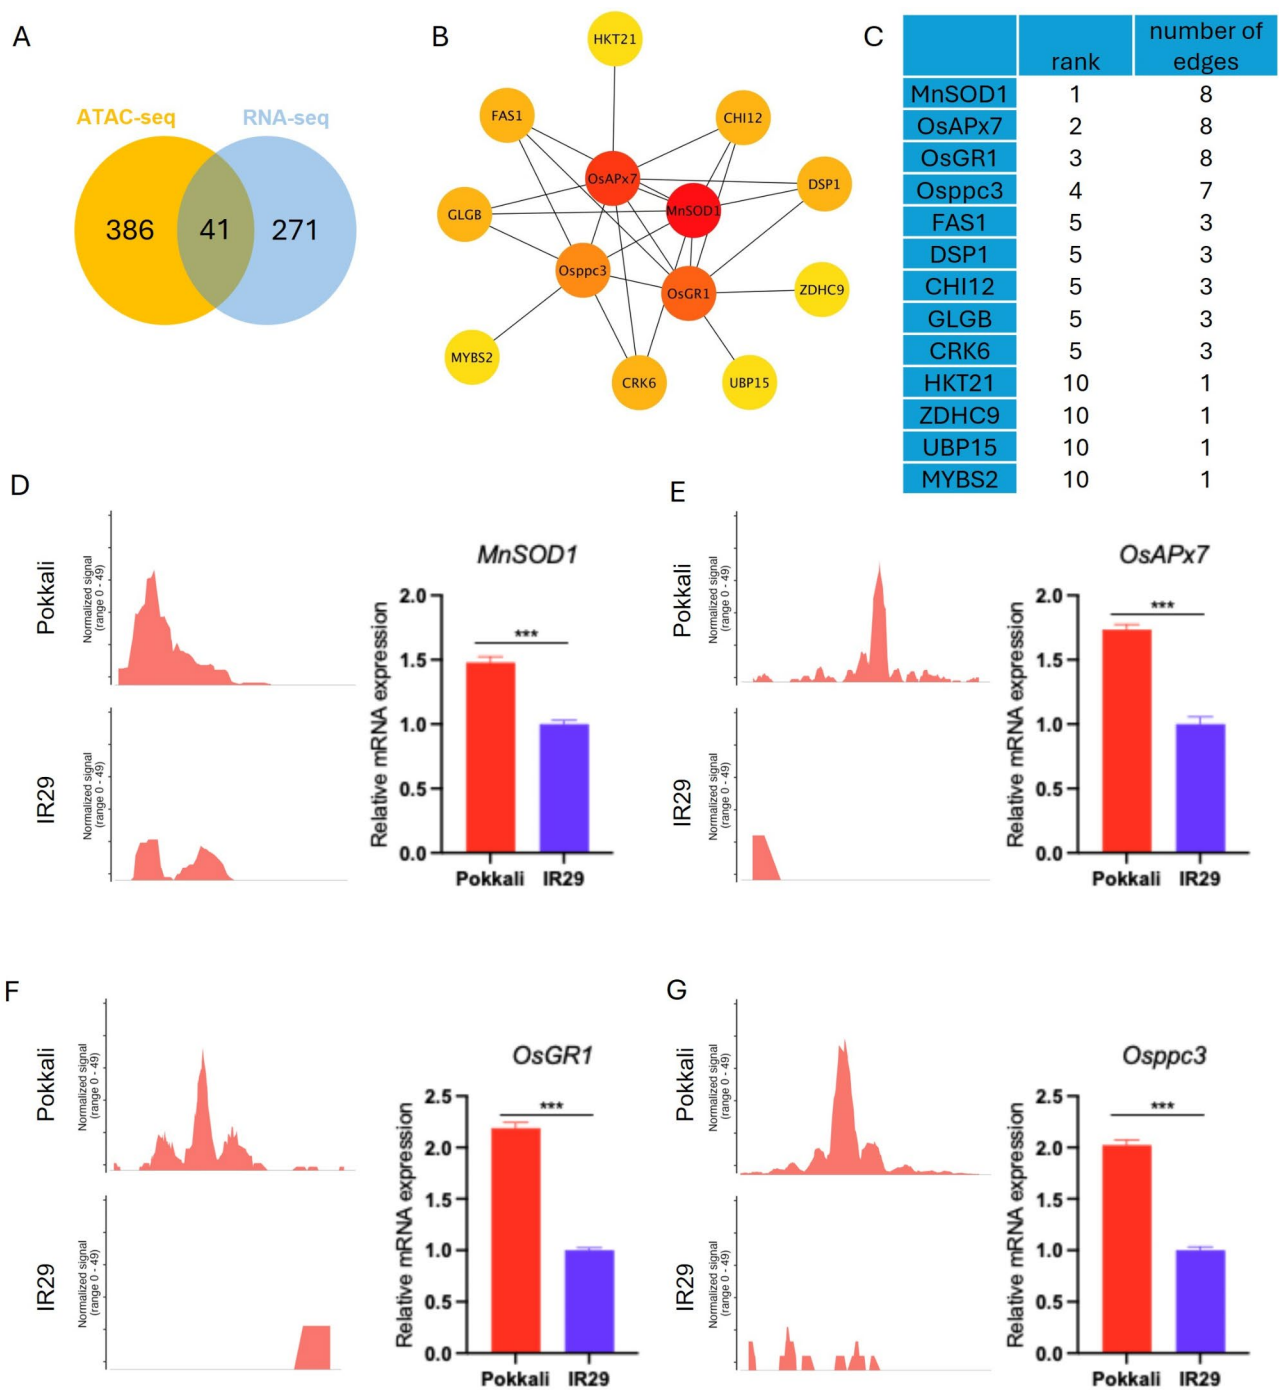 A
ATAC-seq
RNA-seq
386
41
271
B
HKT21
FAS1
CHI12
OsAPx7
DSP1
MnSOD1
GLGB
Osppc3
OsGR1
ZDHC9
MYBS2
CRK6
UBP15
C
rank
number of
edges
MnSOD1 1 8
OsAPx7 2 8
OsGR1 3 8
Osppc3 4 7
FAS1 5 3
DSP1 5 3
CHI12 5 3
GLGB 5 3
CRK6 5 3
HKT21 10 1
ZDHC9 10 1
UBP15 10 1
MYBS2 10 1
D
Pokkali
Normalized signal
(range 0 - 49)
IR29
Normalized signal
(range 0 - 49)
MnSOD1
Relative mRNA expression
2.0
1.5
1.0
0.5
0.0
***
Pokkali IR29
E
Pokkali
Normalized signal
(range 0 - 49)
IR29
Normalized signal
(range 0 - 49)
OsAPx7
Relative mRNA expression
2.0
1.5
1.0
0.5
0.0
***
Pokkali IR29
F
Pokkali
Normalized signal
(range 0 - 49)
IR29
Normalized signal
(range 0 - 49)
OsGR1
Relative mRNA expression
2.5
2.0
1.5
1.0
0.5
0.0
***
Pokkali IR29
G
Pokkali
Normalized signal
(range 0 - 49)
IR29
Normalized signal
(range 0 - 49)
Osppc3
Relative mRNA expression
2.5
2.0
1.5
1.0
0.5
0.0
***
Pokkali IR29